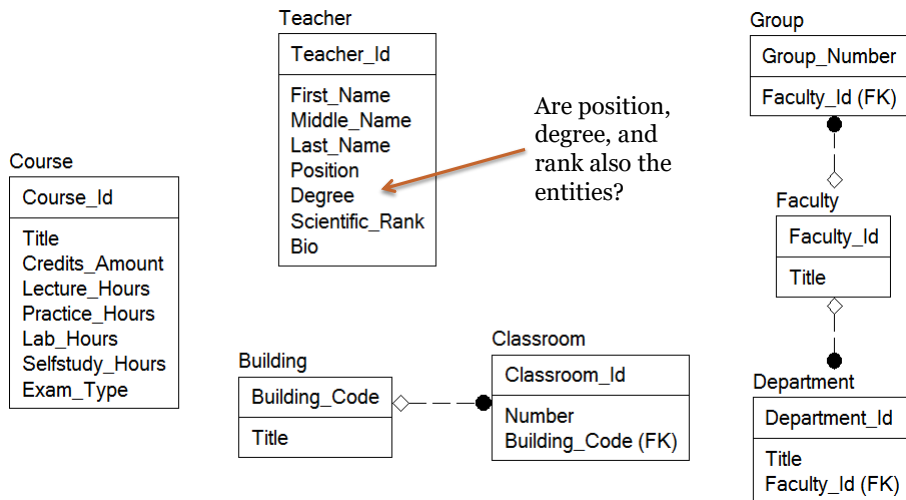 Teacher
Teacher_Id
First_Name
Middle_Name
Last_Name
Position
Degree
Scientific_Rank
Bio
Are position,
degree, and
rank also the
entities?
Group
Group_Number
Faculty_Id (FK)
Course
Course_Id
Title
Credits_Amount
Lecture_Hours
Practice_Hours
Lab_Hours
Selfstudy_Hours
Exam_Type
Faculty
Faculty_Id
Title
Building
Building_Code
Title
Classroom
Classroom_Id
Number
Building_Code (FK)
Department
Department_Id
Title
Faculty_Id (FK)